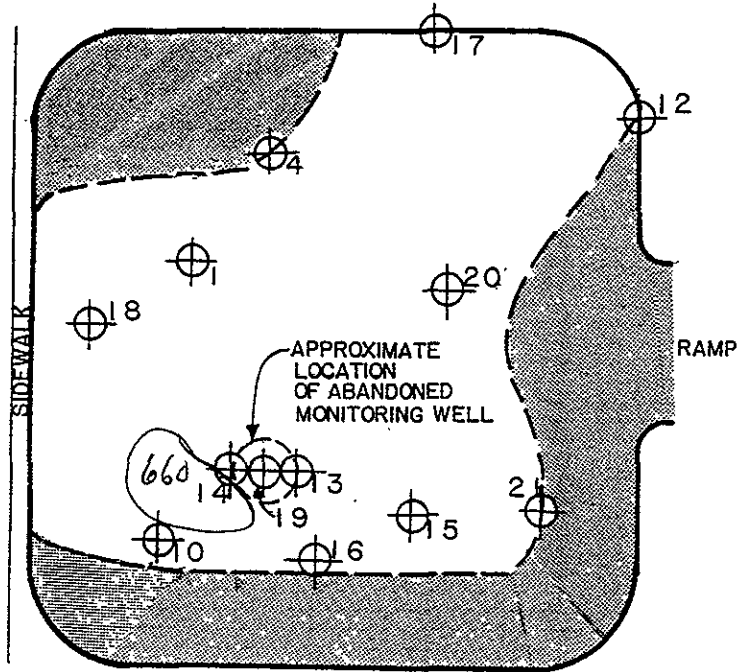 17
12
4
1
20
18
SIDEWALK
APPROXIMATE
LOCATION
OF ABANDONED
MONITORING WELL
RAMP
660
14
13
19
15
21
10
16